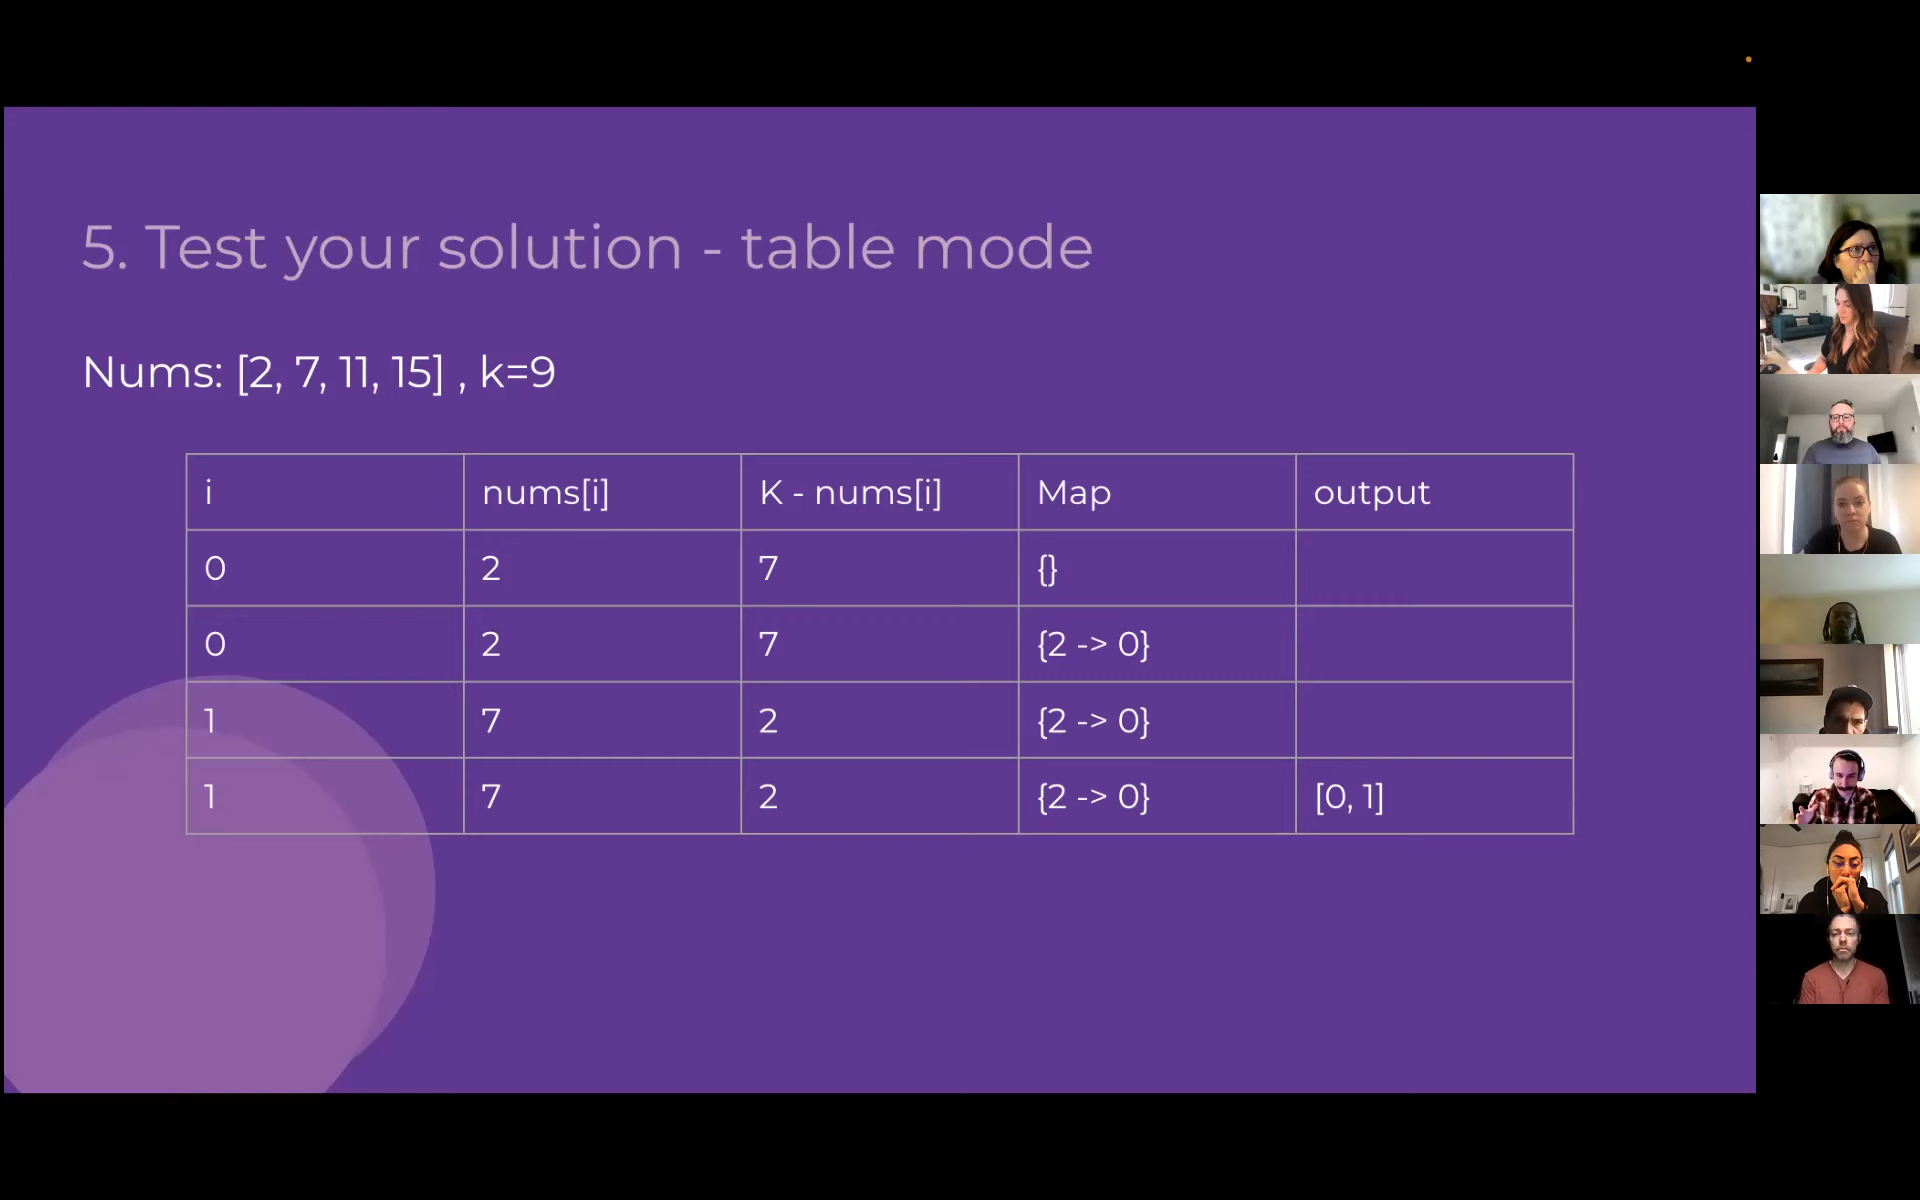 5. Test your solution - table mode
Nums: [2, 7, 11, 15] , k=9
i nums[i] K - nums[i] Map output
0 2 7 {}
0 2 7 {2 -> 0}
1 7 2 {2 -> 0}
1 7 2 {2 -> 0} [0, 1]